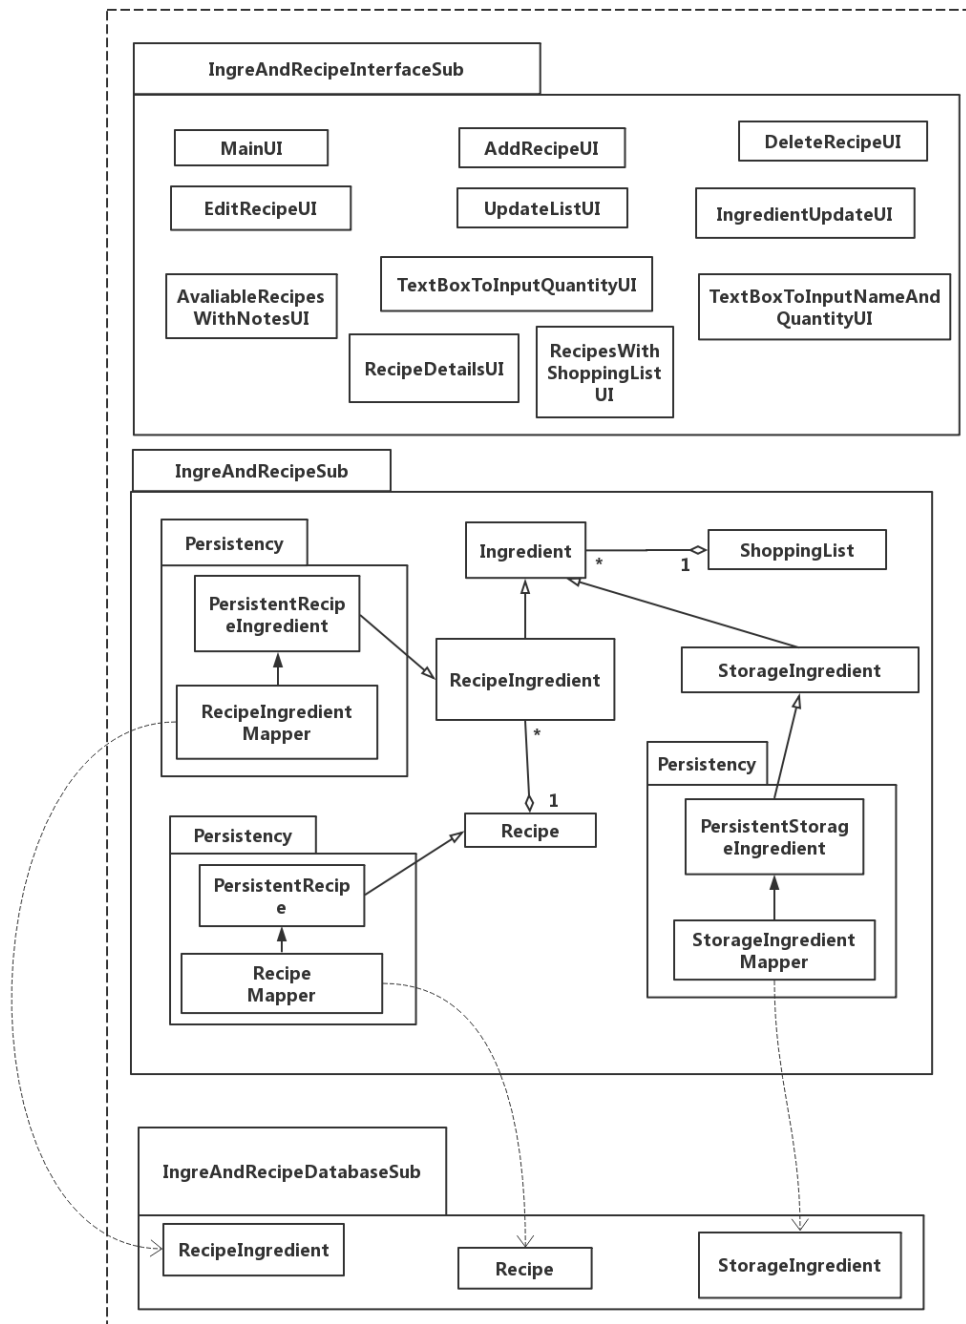 IngreAndRecipeInterfaceSub
MainUI
AddRecipeUI
DeleteRecipeUI
EditRecipeUI
UpdateListUI
IngredientUpdateUI
AvaliableRecipes
WithNotesUI
TextBoxToInputQuantityUI
TextBoxToInputNameAnd
QuantityUI
RecipeDetailsUI
RecipesWith
ShoppingList
UI
IngreAndRecipeSub
Persistency
PersistentRecip
eIngredient
RecipeIngredient
Mapper
Ingredient
*
1
ShoppingList
RecipeIngredient
*
1
Recipe
StorageIngredient
Persistency
PersistentStorag
eIngredient
StorageIngredient
Mapper
Persistency
PersistentRecip
e
Recipe
Mapper
IngreAndRecipeDatabaseSub
RecipeIngredient
Recipe
StorageIngredient